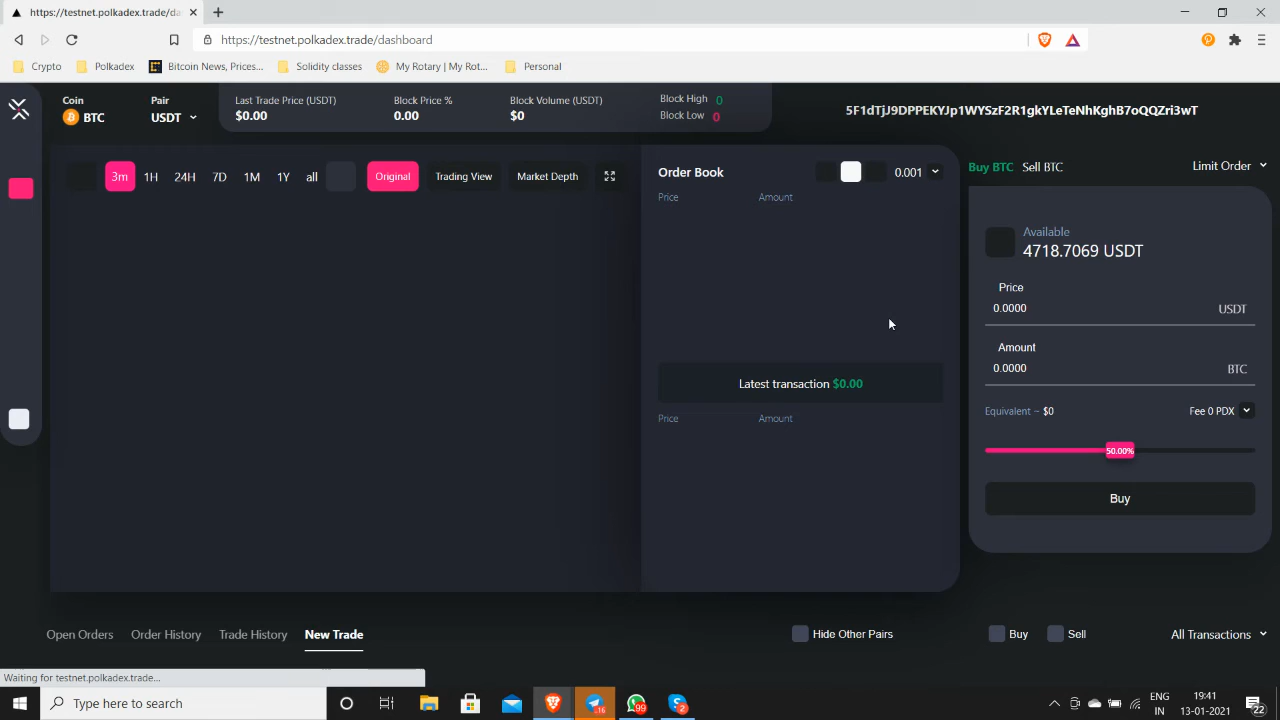 https://testnet.polkadex.trade/da
https://testnet.polkadex.trade/dashboard
Crypto
Polkadex
Bitcoin News, Prices...
Solidity classes
My Rotary | My Rot...
Personal
Coin
BTC
Pair
USDT
Last Trade Price (USDT)
$0.00
Block Price %
0.00
Block Volume (USDT)
$0
Block High 0
Block Low 0
5F1dTjJ9DPPEKYJp1WYSzF2R1gkYLeTeNhKghB7oQQZri3wT
3m 1H 24H 7D 1M 1Y all
Original
Trading View
Market Depth
Order Book
0.001
Price Amount
Latest transaction $0.00
Price Amount
Buy BTC Sell BTC
Limit Order
Available
4718.7069 USDT
Price
0.0000 USDT
Amount
0.0000 BTC
Equivalent ~ $0
Fee 0 PDX
50.00%
Buy
Open Orders Order History Trade History New Trade
Hide Other Pairs
Buy
Sell
All Transactions
Waiting for testnet.polkadex.trade...
Type here to search
16
99
2
ENG
IN
19:41
13-01-2021
22